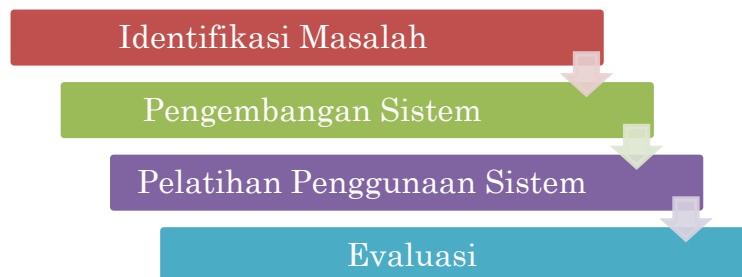 Identifikasi Masalah
Pengembangan Sistem
Pelatihan Penggunaan Sistem
Evaluasi